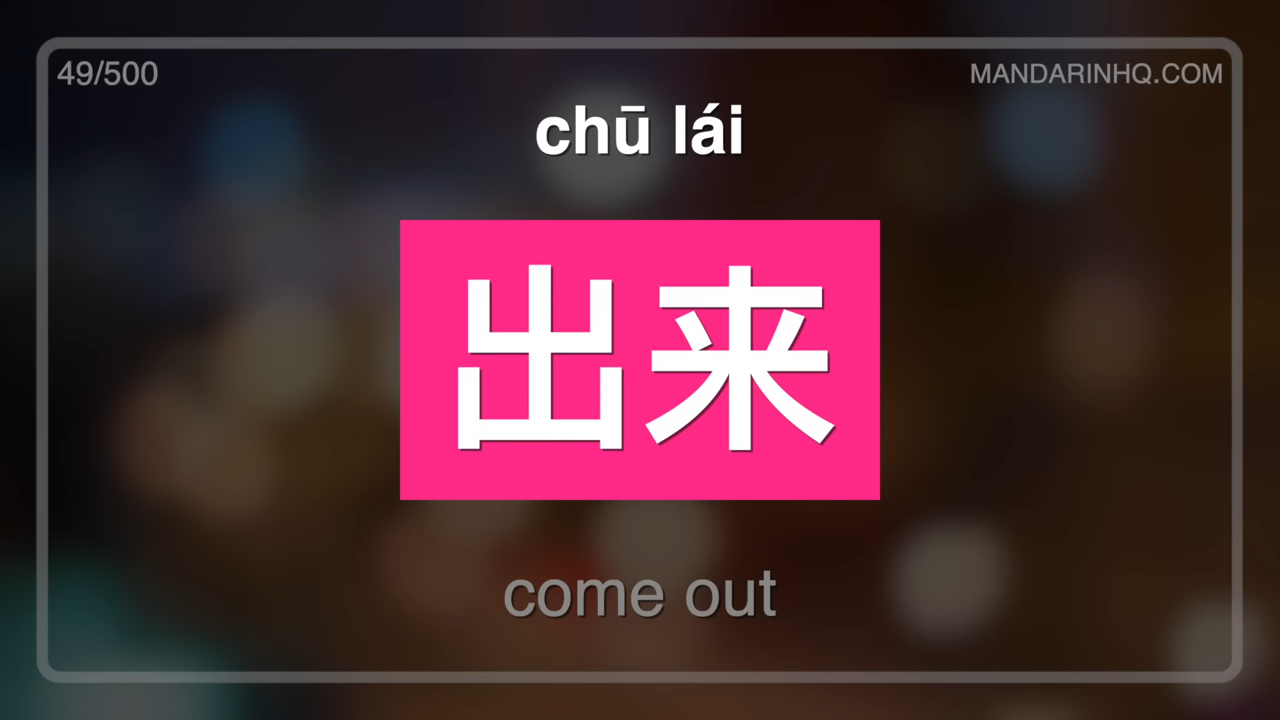 49/500
MANDARINHQ.COM
chū lái
出来
come out